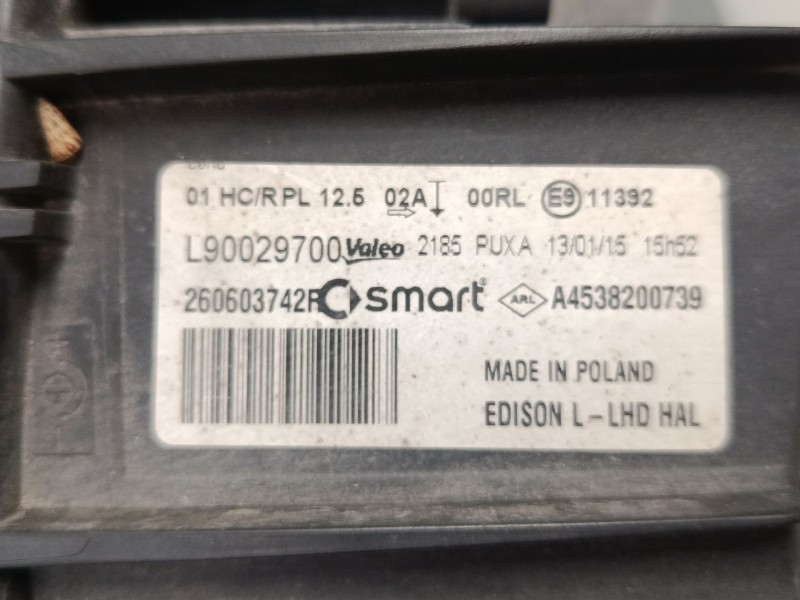 01 HC/R PL 12.5 02A 00RL E9 11392
L90029700 Valeo 2185 PUXA 13/01/15 15h52
260603742R smart ARL A4538200739
MADE IN POLAND
EDISON L-LHD HAL